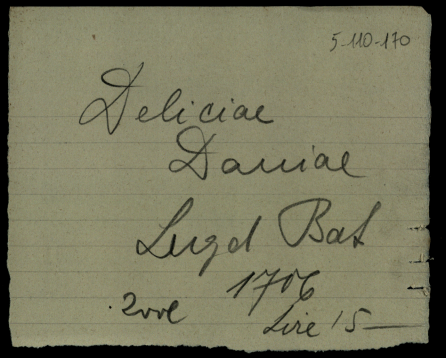 5-110-170
Deliciae
Daniae
Lugd Bat
1706
2 vol
Lire 15—